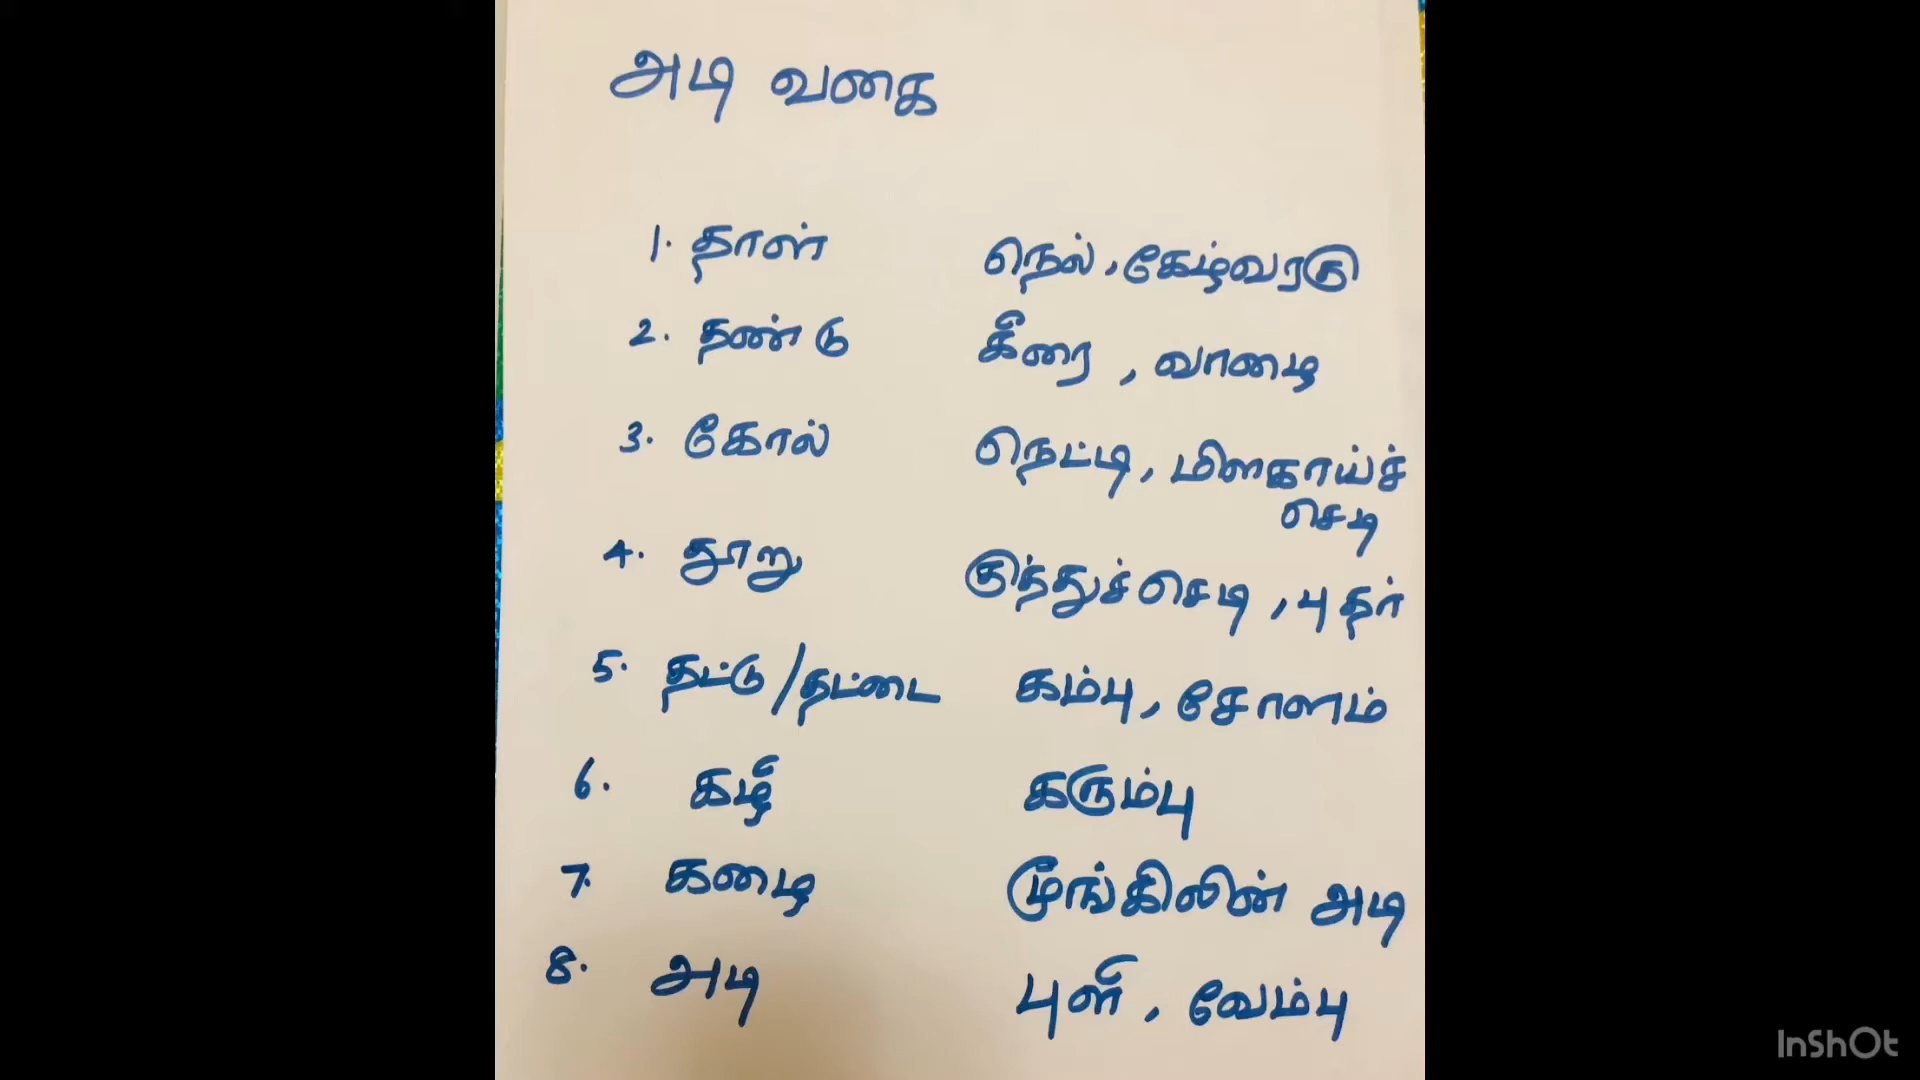 அடி வகை
1. தாள் நெல், கேழ்வரகு
2. தண்டு கீரை, வாழை
3. கோல் நெட்டி, மிளகாய்ச்
செடி
4. தூறு குத்துச்செடி, புதர்
5. தட்டு/தட்டை கம்பு, சோளம்
6. கழி கரும்பு
7. கழை மூங்கிலின் அடி
8. அடி புளி, வேம்பு
InShOt